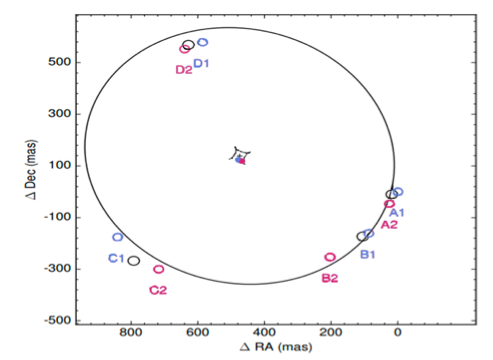 500
300
100
-100
-300
-500
Δ Dec (mas)
D1
D2
A1
A2
B1
B2
C1
C2
800
600
400
200
0
Δ RA (mas)